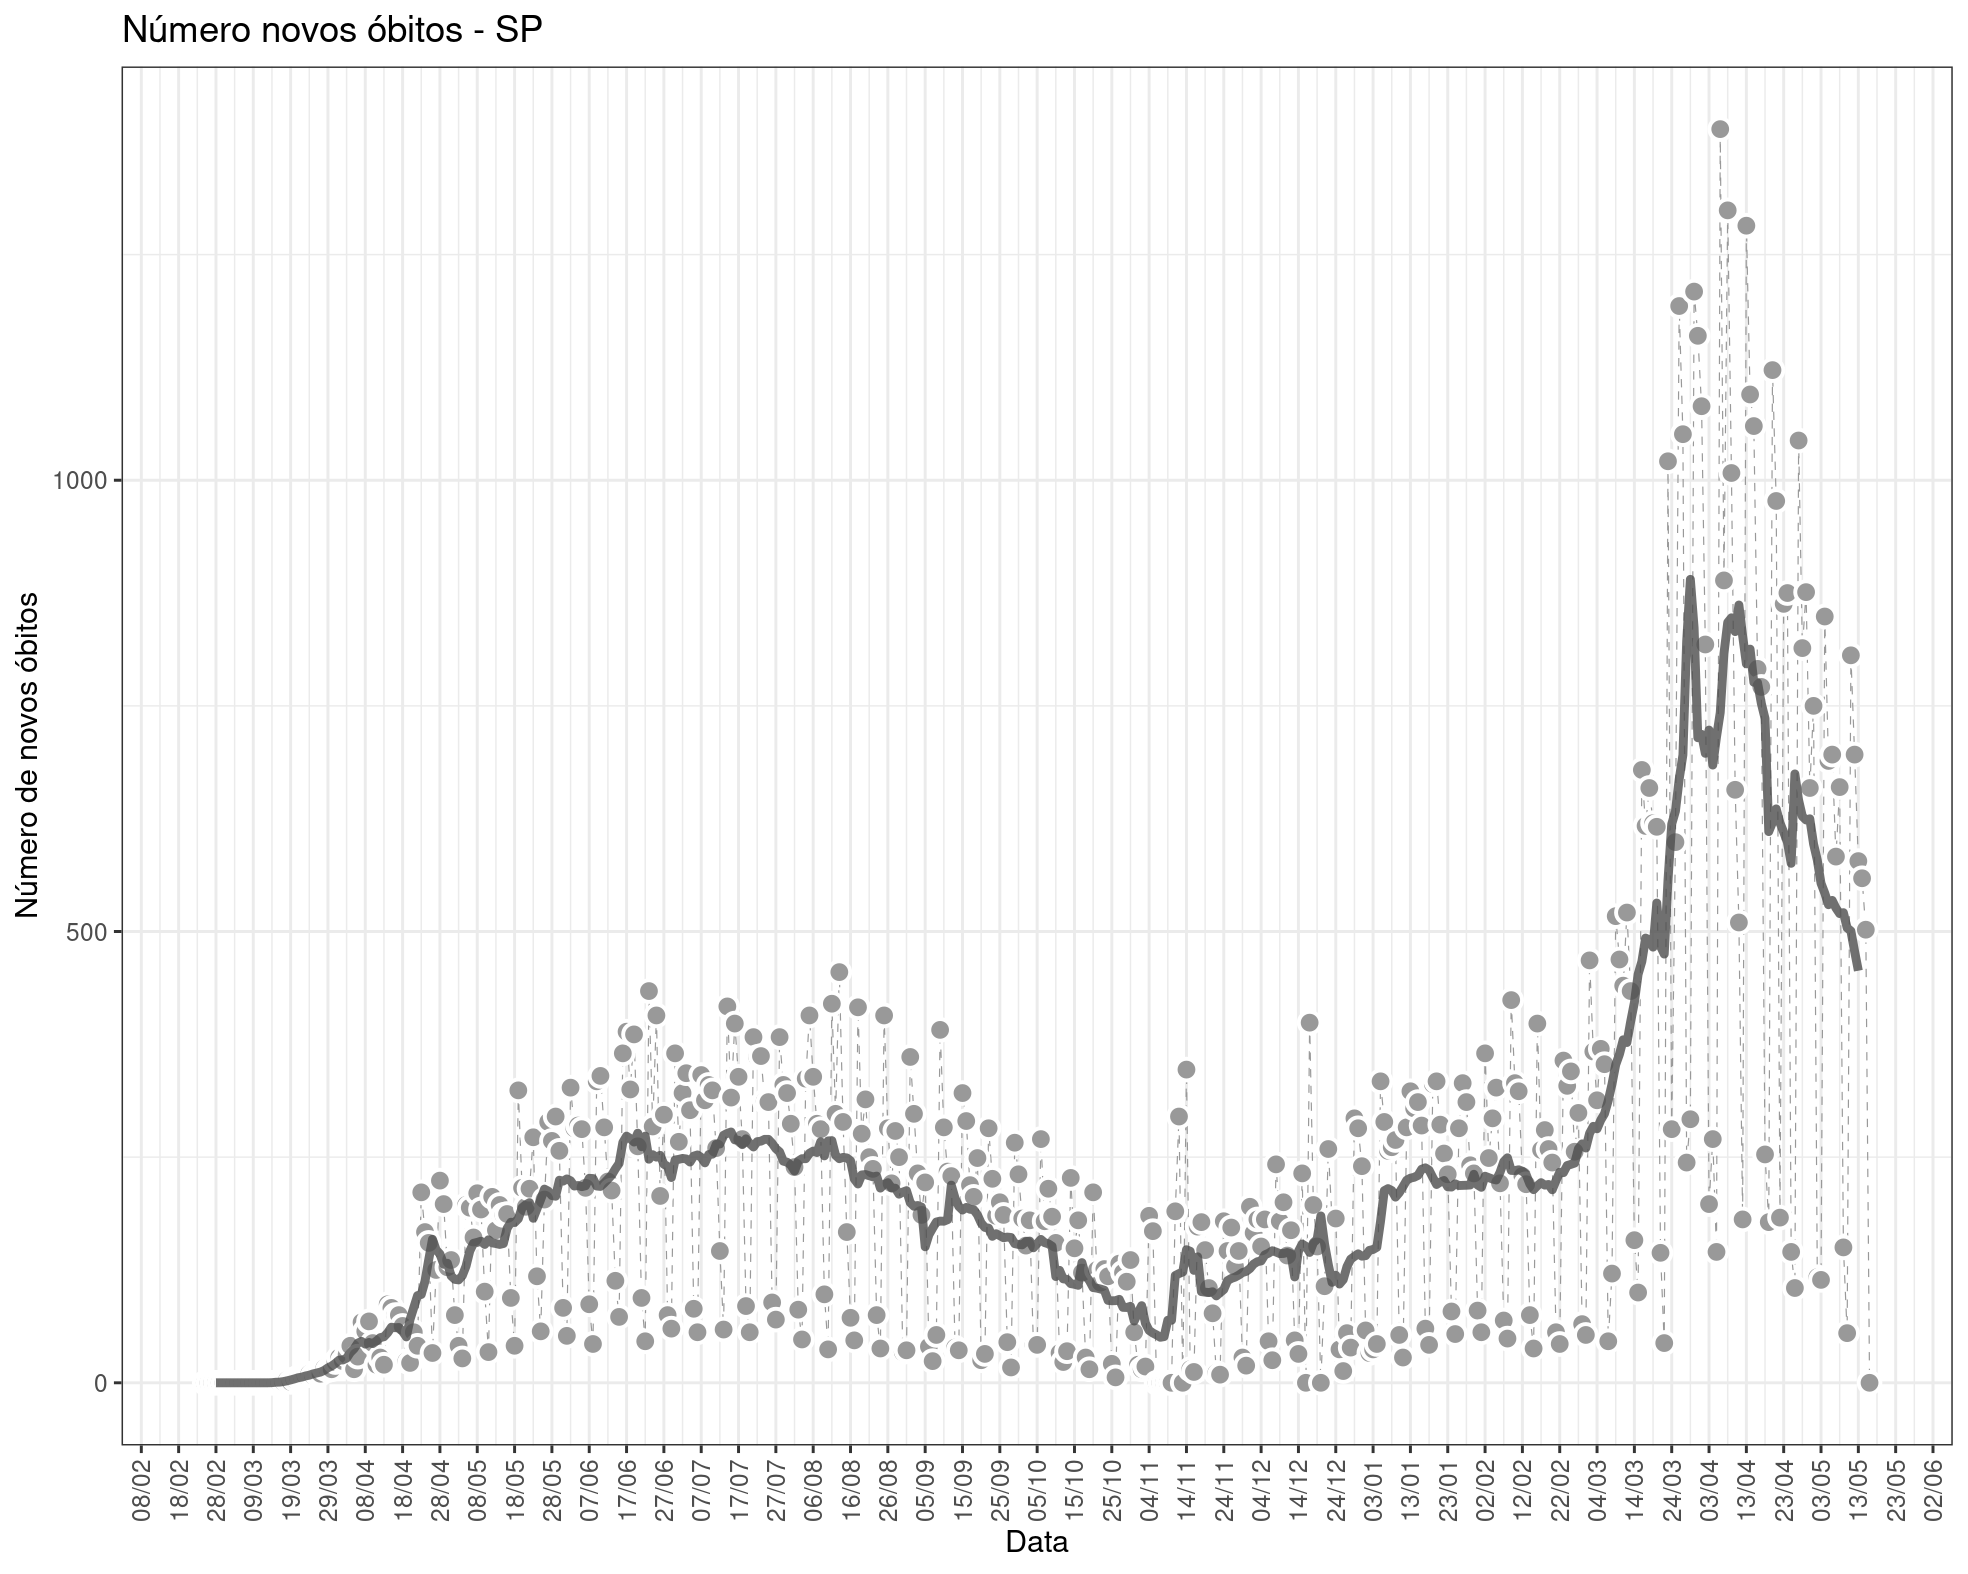 Número novos óbitos - SP
Número de novos óbitos
1000
500
0
08/02 18/02 28/02 09/03 19/03 29/03 08/04 18/04 28/04 08/05 18/05 28/05 07/06 17/06 27/06 07/07 17/07 27/07 06/08 16/08 26/08 05/09 15/09 25/09 05/10 15/10 25/10 04/11 14/11 24/11 04/12 14/12 24/12 03/01 13/01 23/01 02/02 12/02 22/02 04/03 14/03 24/03 03/04 13/04 23/04 03/05 13/05 23/05 02/06
Data